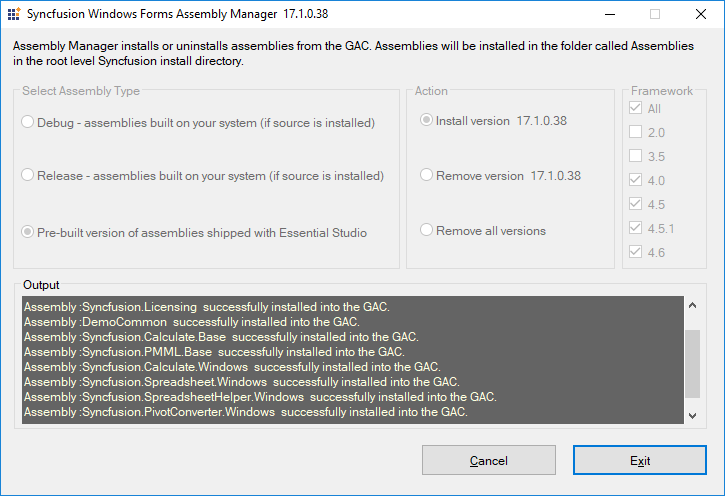 Syncfusion Windows Forms Assembly Manager 17.1.0.38
Assembly Manager installs or uninstalls assemblies from the GAC. Assemblies will be installed in the folder called Assemblies
in the root level Syncfusion install directory.
Select Assembly Type
Debug - assemblies built on your system (if source is installed)
Release - assemblies built on your system (if source is installed)
Pre-built version of assemblies shipped with Essential Studio
Action
Install version 17.1.0.38
Remove version 17.1.0.38
Remove all versions
Framework
All
2.0
3.5
4.0
4.5
4.5.1
4.6
Output
Assembly :Syncfusion.Licensing successfully installed into the GAC.
Assembly :DemoCommon successfully installed into the GAC.
Assembly :Syncfusion.Calculate.Base successfully installed into the GAC.
Assembly :Syncfusion.PMML.Base successfully installed into the GAC.
Assembly :Syncfusion.Calculate.Windows successfully installed into the GAC.
Assembly :Syncfusion.Spreadsheet.Windows successfully installed into the GAC.
Assembly :Syncfusion.SpreadsheetHelper.Windows successfully installed into the GAC.
Assembly :Syncfusion.PivotConverter.Windows successfully installed into the GAC.
Cancel
Exit